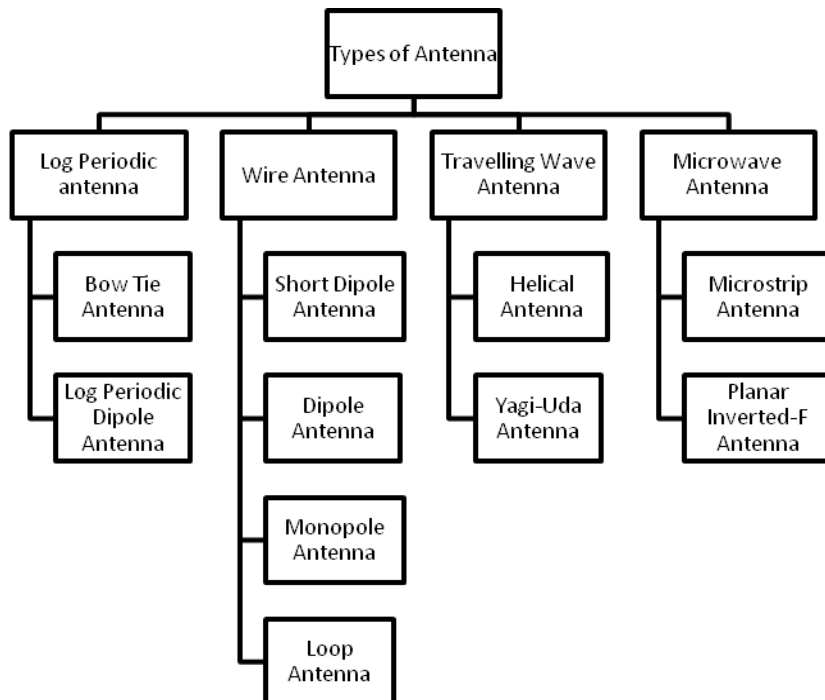 Types of Antenna
Log Periodic
antenna
Bow Tie
Antenna
Log Periodic
Dipole
Antenna
Wire Antenna
Short Dipole
Antenna
Dipole
Antenna
Monopole
Antenna
Loop
Antenna
Travelling Wave
Antenna
Helical
Antenna
Yagi-Uda
Antenna
Microwave
Antenna
Microstrip
Antenna
Planar
Inverted-F
Antenna